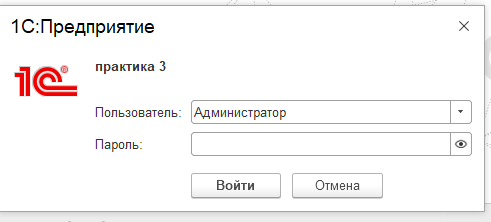 1С:Предприятие
1С®
практика 3
Пользователь: Администратор
Пароль:
Войти Отмена